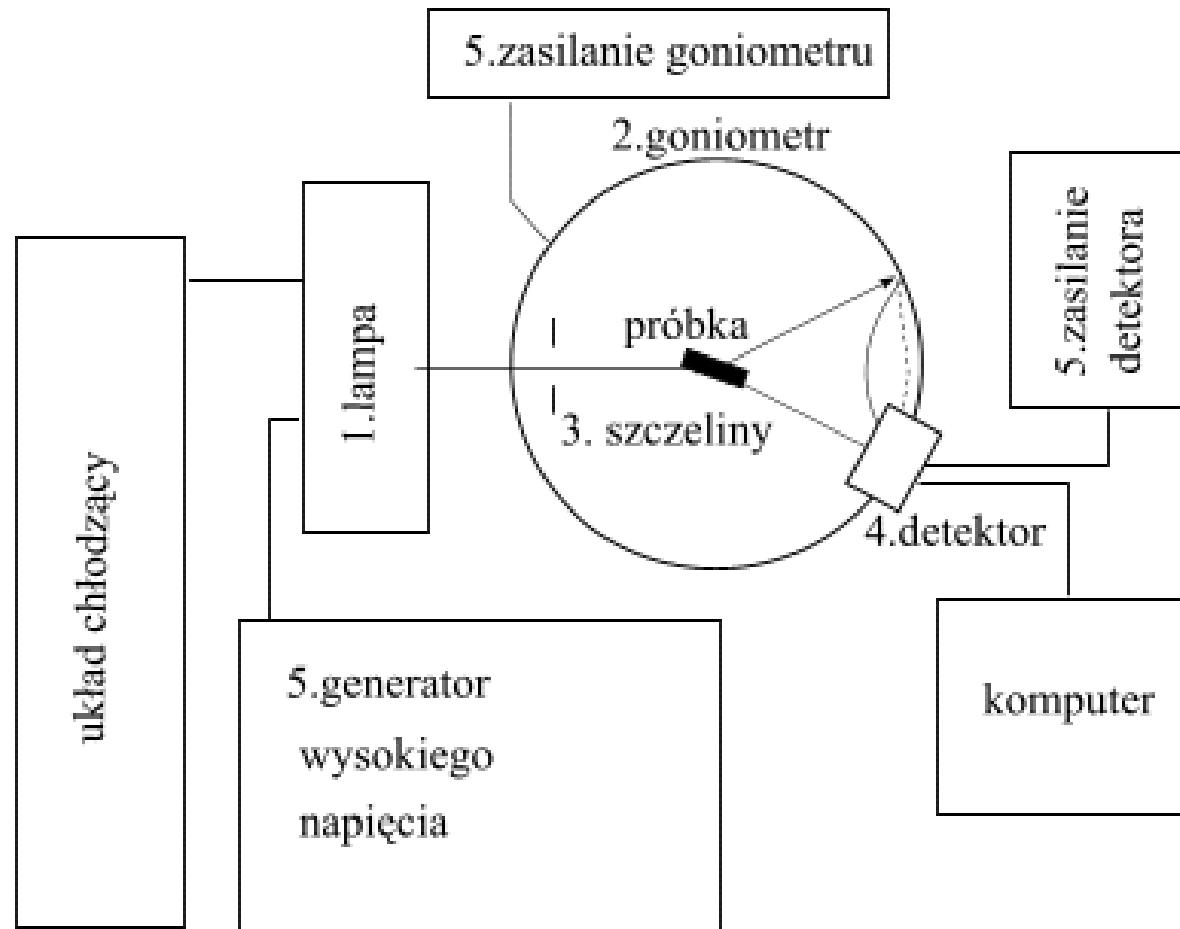 5.zasilanie goniometru
2.goniometr
5.zasilanie
detektora
1.lampa
próbka
3. szczeliny
układ chłodzący
4.detektor
5.generator
wysokiego
napięcia
komputer